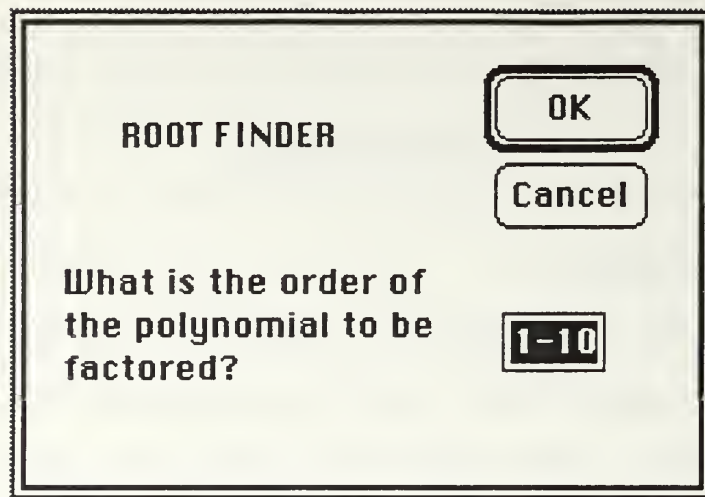 ROOT FINDER
OK
Cancel
What is the order of
the polynomial to be
factored?
1-10